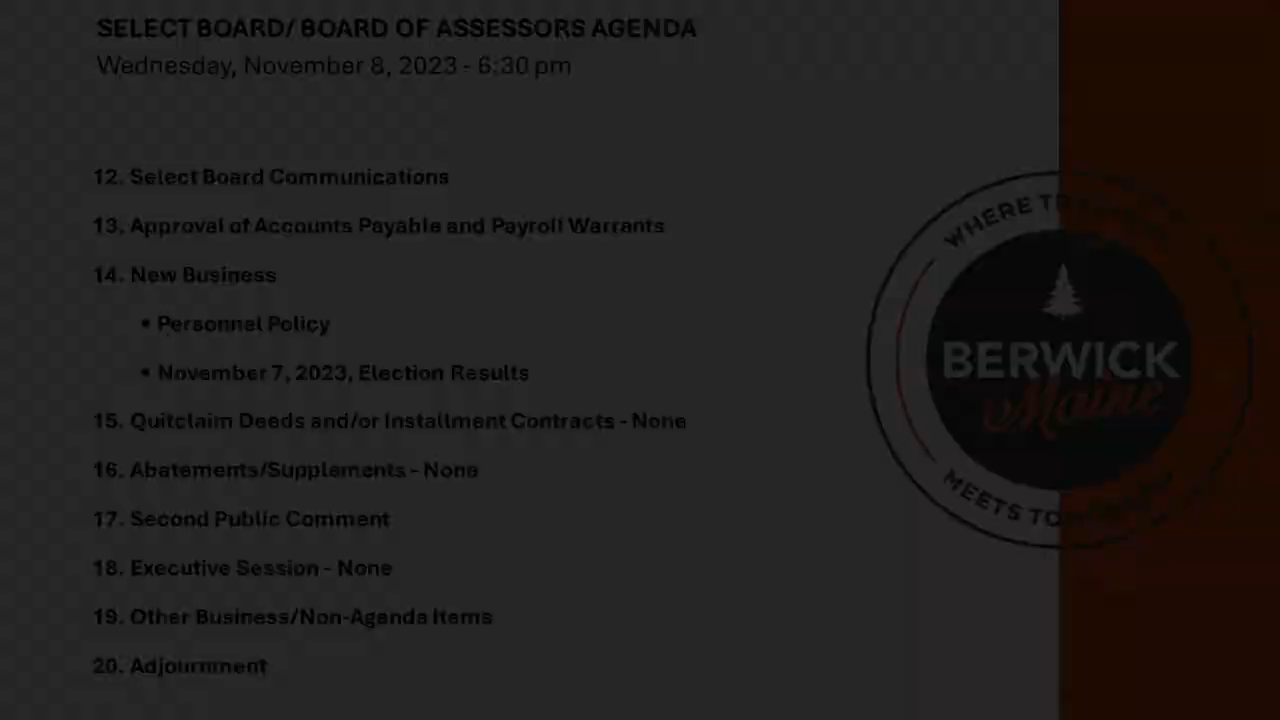 SELECT BOARD/ BOARD OF ASSESSORS AGENDA
Wednesday, November 8, 2023 - 6:30 pm
12. Select Board Communications
13. Approval of Accounts Payable and Payroll Warrants
14. New Business
• Personnel Policy
• November 7, 2023, Election Results
15. Quitclaim Deeds and/or Installment Contracts - None
16. Abatements/Supplements - None
17. Second Public Comment
18. Executive Session - None
19. Other Business/Non-Agenda Items
20. Adjournment
WHERE
BERWICK
Maine
MEETS